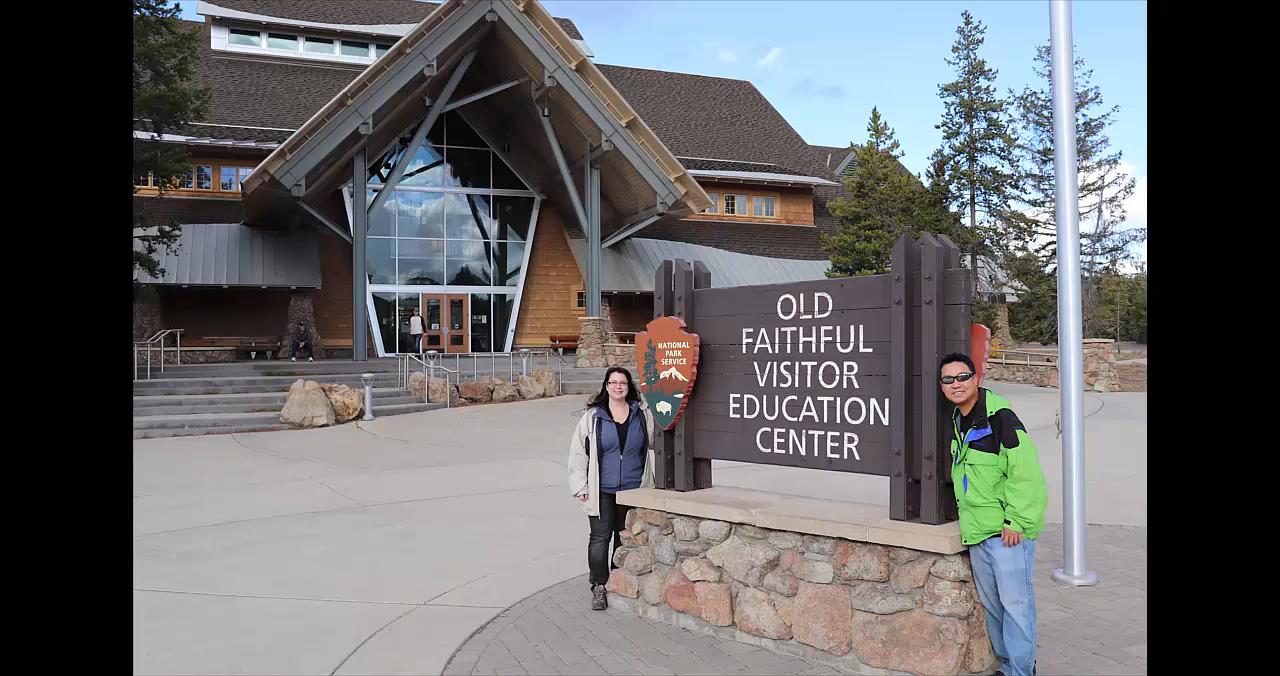 NATIONAL
PARK
SERVICE
OLD
FAITHFUL
VISITOR
EDUCATION
CENTER